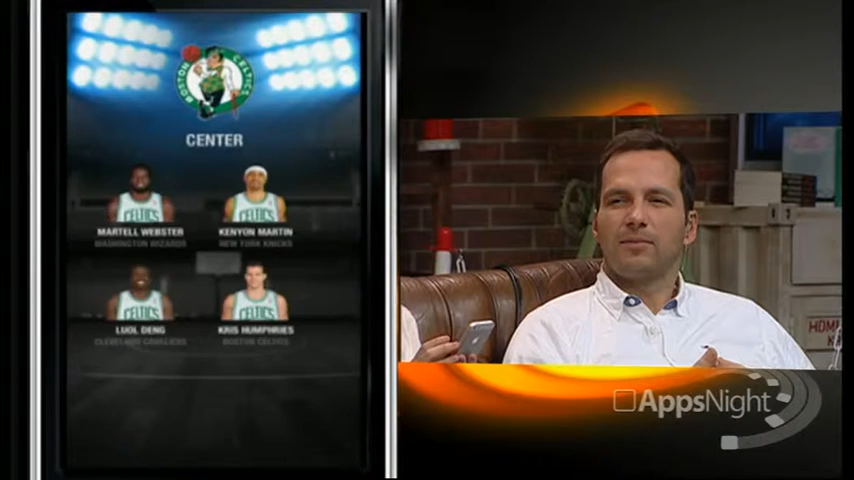 BOSTON CELTICS
CENTER
CELTICS
CELTICS
MARTELL WEBSTER
KENYON MARTIN
WASHINGTON WIZARDS
NEW YORK KNICKS
CELTICS
CELTICS
LUOL DENG
KRIS HUMPHRIES
CLEVELAND CAVALIERS
BOSTON CELTICS
HOM
AppsNight